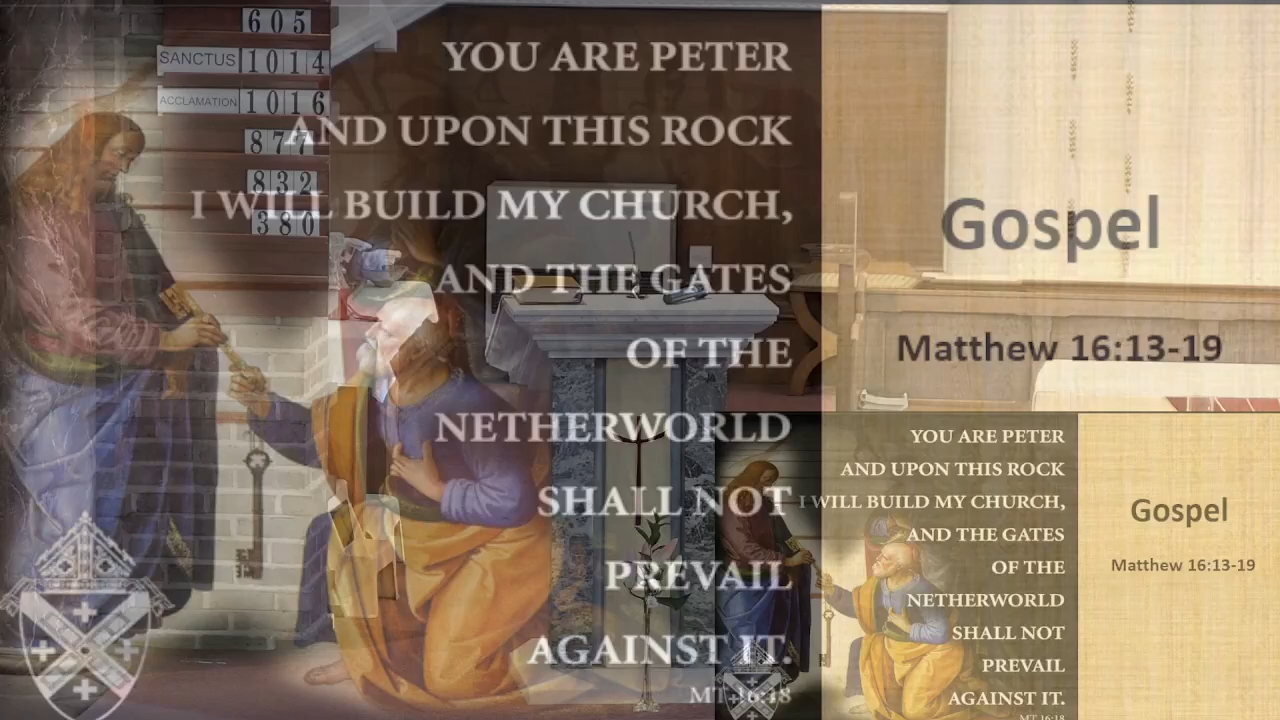 605
SANCTUS 1014
ACCLAMATION 1016
877
832
380
YOU ARE PETER
AND UPON THIS ROCK
I WILL BUILD MY CHURCH,
AND THE GATES
OF THE
NETHERWORLD
SHALL NOT
PREVAIL
AGAINST IT.
MT 16:18
Gospel
Matthew 16:13-19
YOU ARE PETER
AND UPON THIS ROCK
I WILL BUILD MY CHURCH,
AND THE GATES
OF THE
NETHERWORLD
SHALL NOT
PREVAIL
AGAINST IT.
MT 16:18
Gospel
Matthew 16:13-19